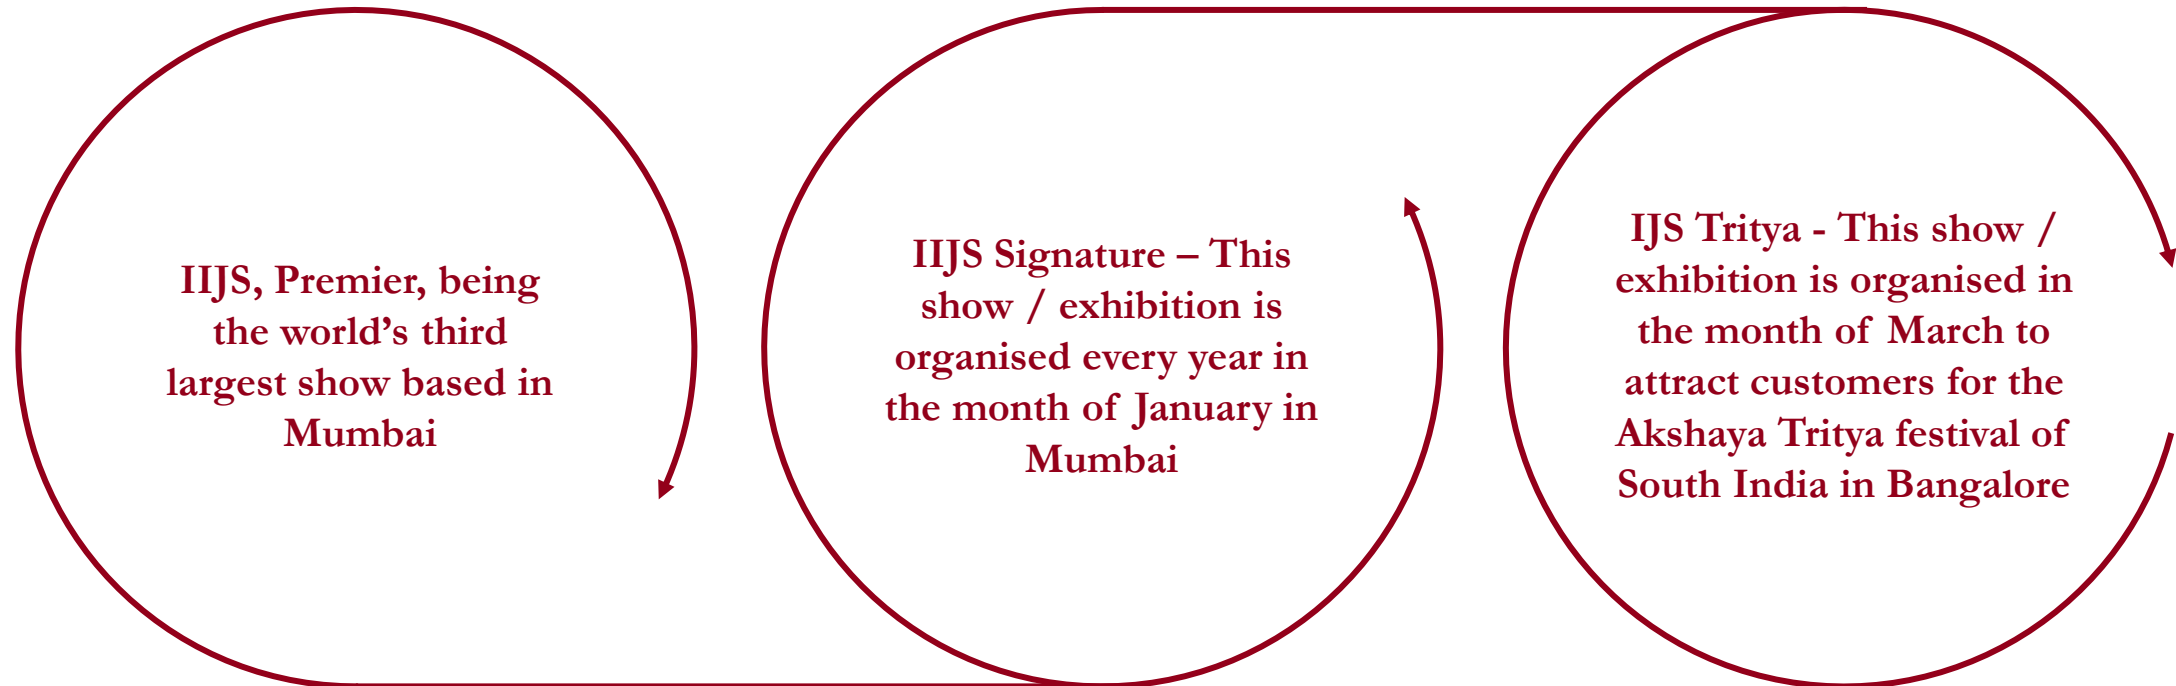 IIJS, Premier, being
the world’s third
largest show based in
Mumbai
IIJS Signature – This
show / exhibition is
organised every year in
the month of January in
Mumbai
IJS Tritya - This show /
exhibition is organised in
the month of March to
attract customers for the
Akshaya Tritya festival of
South India in Bangalore